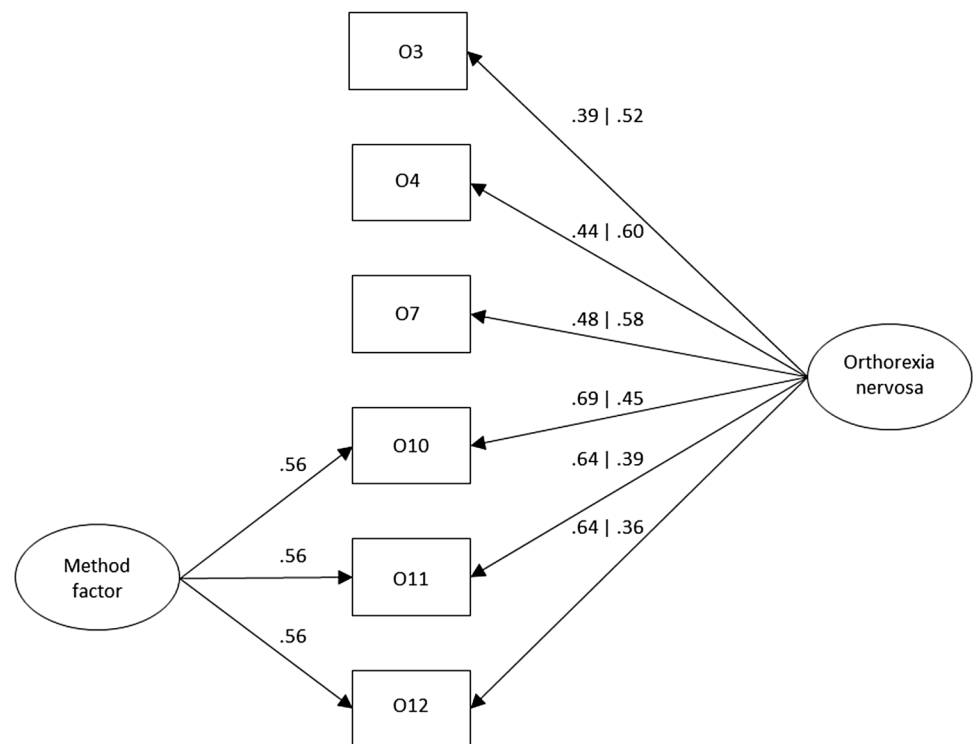 O3
.39 | .52
O4
.44 | .60
O7
.48 | .58
Orthorexia
nervosa
.69 | .45
O10
.64 | .39
.56
.64 | .36
.56
Method
factor
O11
.56
O12